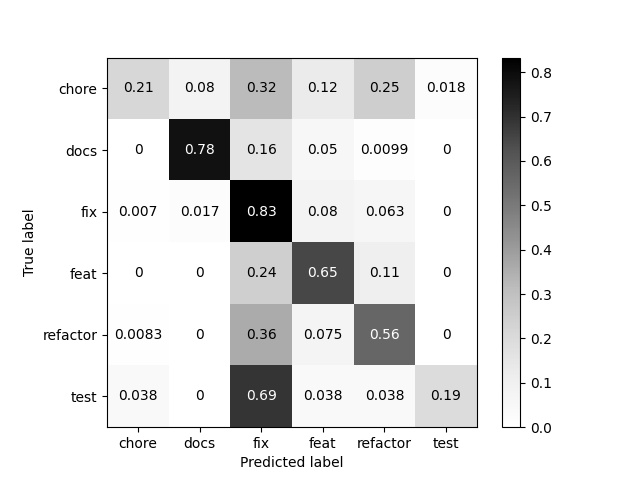 chore 0.21 0.08 0.32 0.12 0.25 0.018
docs 0 0.78 0.16 0.05 0.0099 0
fix 0.007 0.017 0.83 0.08 0.063 0
feat 0 0 0.24 0.65 0.11 0
refactor 0.0083 0 0.36 0.075 0.56 0
test 0.038 0 0.69 0.038 0.038 0.19
chore docs fix feat refactor test
Predicted label
True label
0.8
0.7
0.6
0.5
0.4
0.3
0.2
0.1
0.0